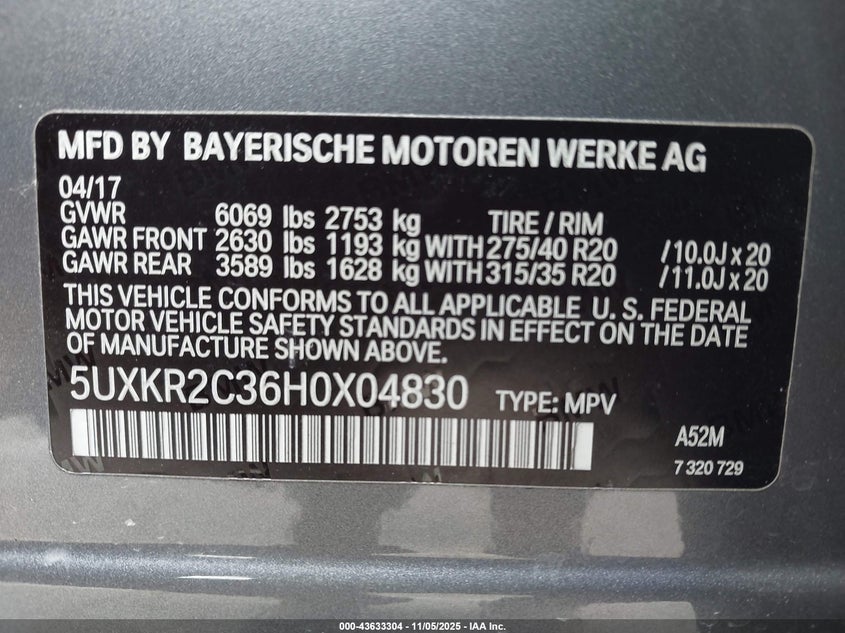 MFD BY BAYERISCHE MOTOREN WERKE AG
04/17
GVWR 6069 lbs 2753 kg TIRE / RIM
GAWR FRONT 2630 lbs 1193 kg WITH 275/40 R20 /10.0J x 20
GAWR REAR 3589 lbs 1628 kg WITH 315/35 R20 /11.0J x 20
THIS VEHICLE CONFORMS TO ALL APPLICABLE U. S. FEDERAL
MOTOR VEHICLE SAFETY STANDARDS IN EFFECT ON THE DATE
OF MANUFACTURE SHOWN ABOVE.
5UXKR2C36H0X04830 TYPE: MPV
A52M
7 320 729
000-43633304 - 11/05/2025 - IAA Inc.